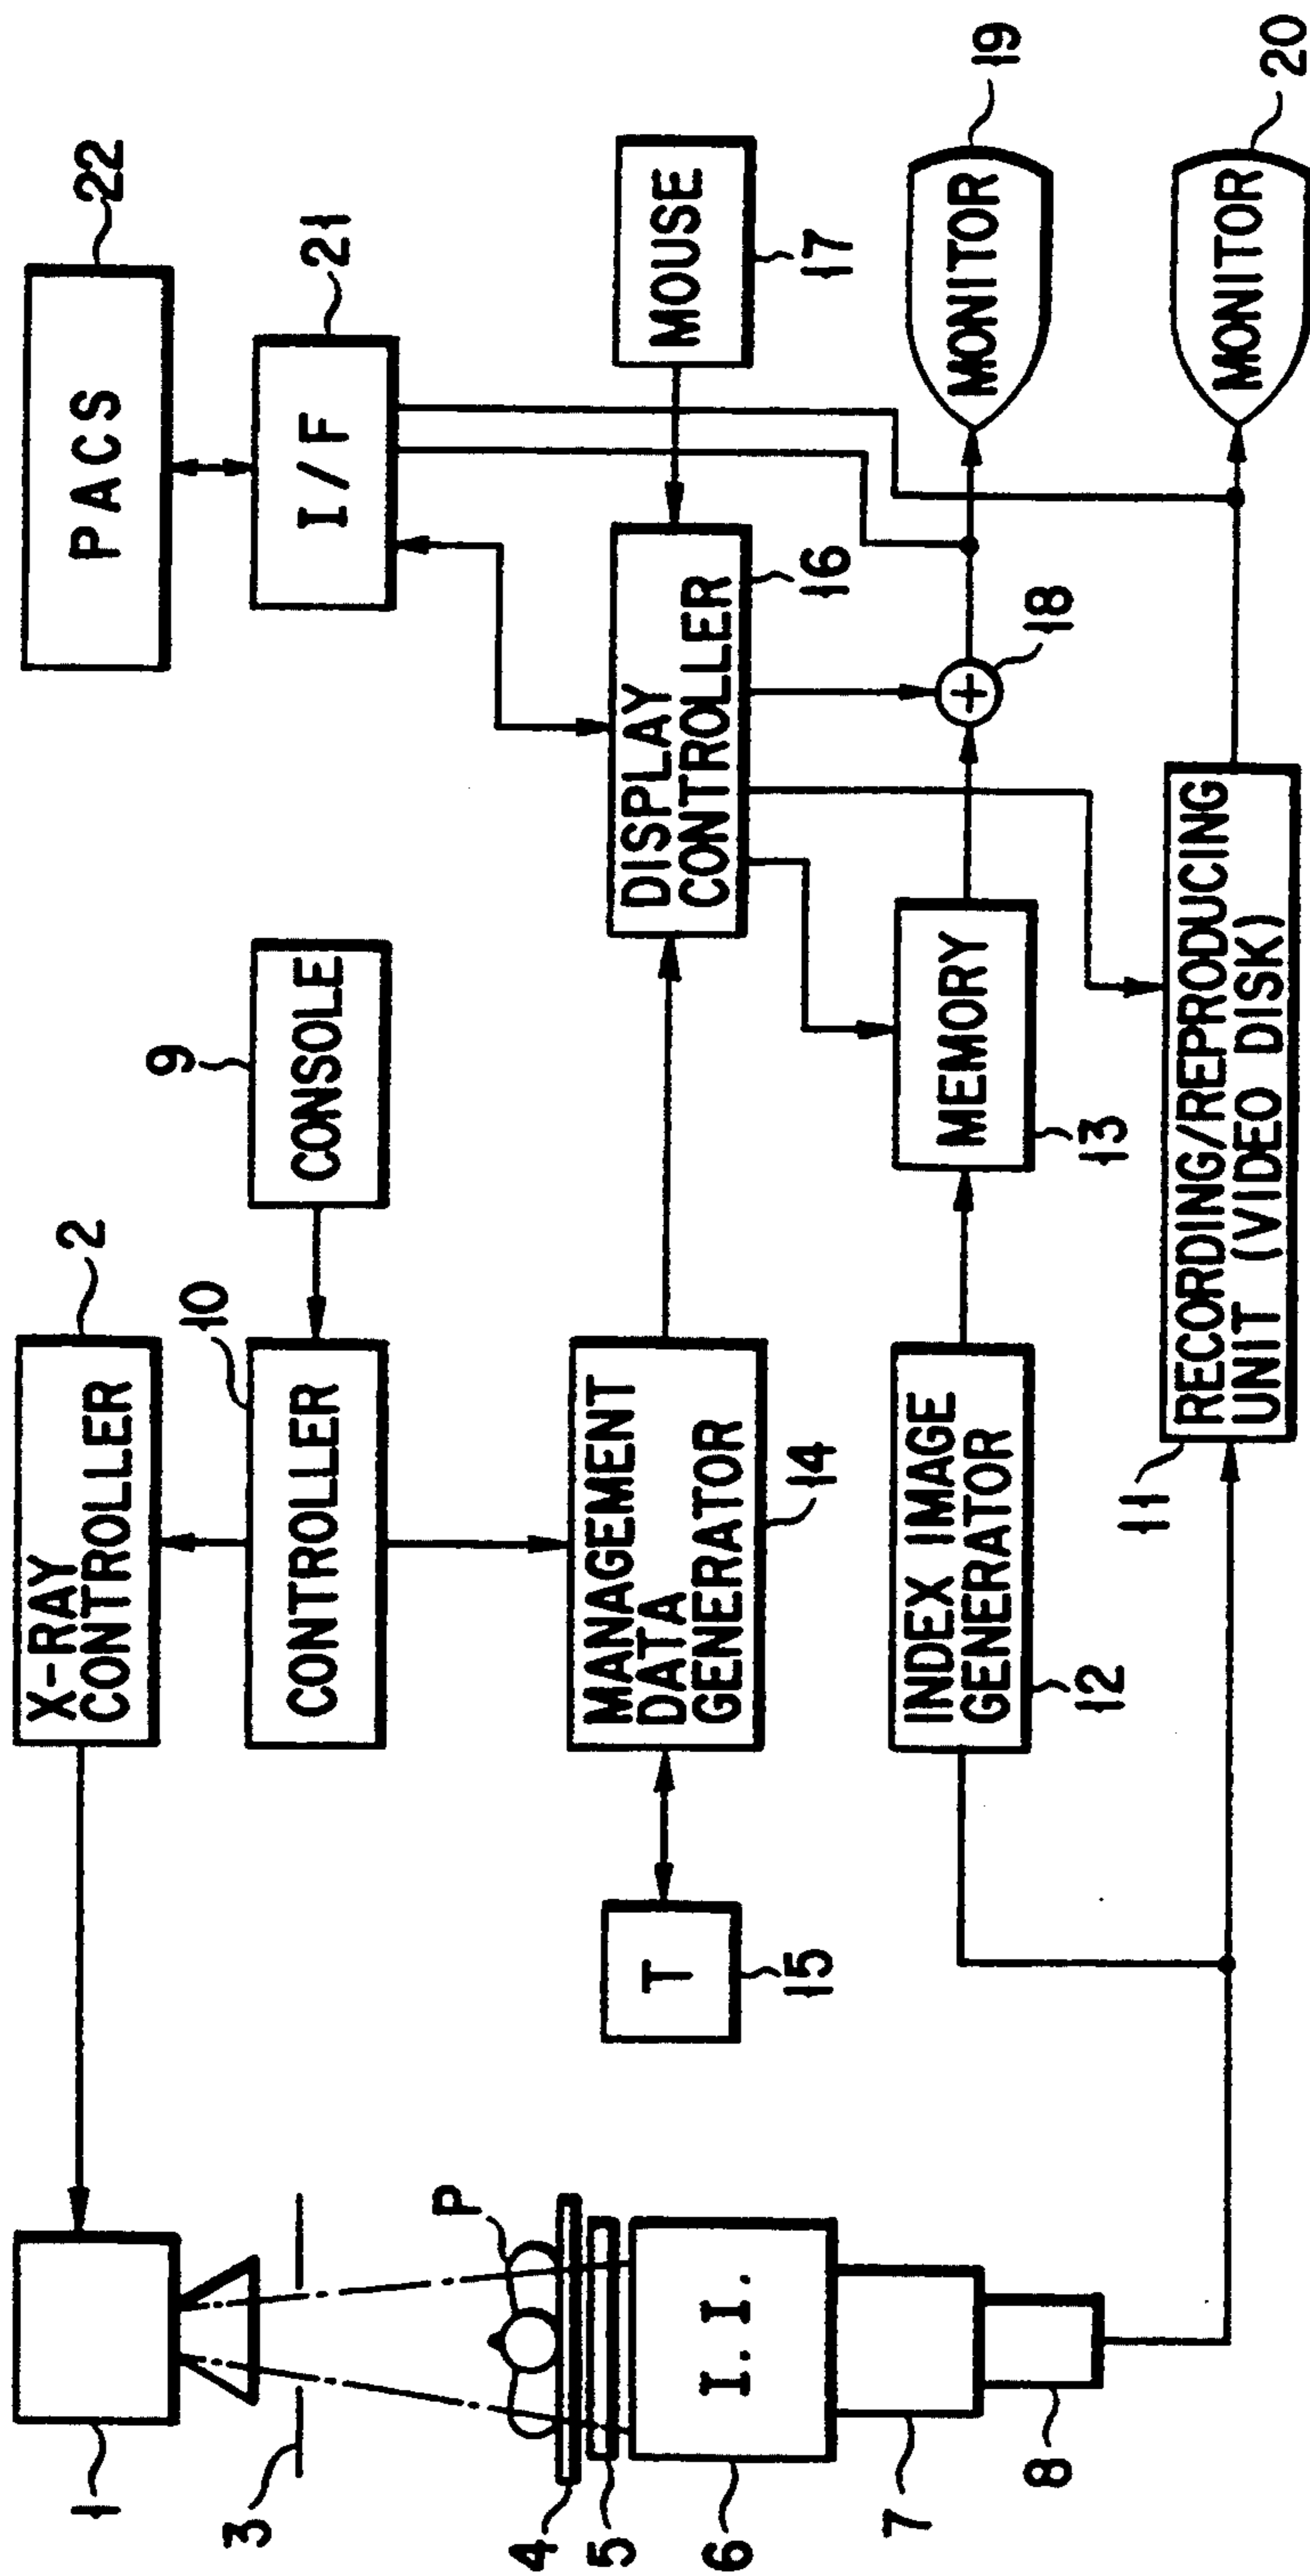 1
X-RAY
CONTROLLER
2
PACS
22
3
CONTROLLER
10
CONSOLE
9
I/F
21
P
4
5
I. I.
6
7
8
T
15
MANAGEMENT
DATA
GENERATOR
14
DISPLAY
CONTROLLER
16
MOUSE
17
INDEX IMAGE
GENERATOR
12
MEMORY
13
+
18
MONITOR
19
11
RECORDING/REPRODUCING
UNIT (VIDEO DISK)
MONITOR
20